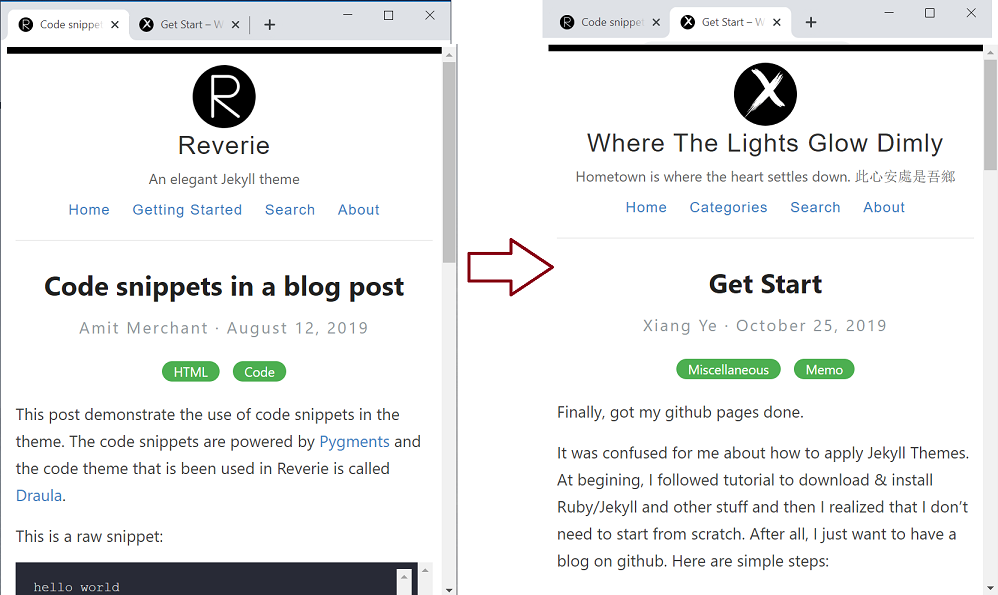 Code snippet
Get Start – W
Reverie
An elegant Jekyll theme
Home Getting Started Search About
Code snippets in a blog post
Amit Merchant · August 12, 2019
HTML Code
This post demonstrate the use of code snippets in the
theme. The code snippets are powered by Pygments and
the code theme that is been used in Reverie is called
Draula.
This is a raw snippet:
hello world
Code snippet
Get Start – W
Where The Lights Glow Dimly
Hometown is where the heart settles down. 此心安處是吾鄉
Home Categories Search About
Get Start
Xiang Ye · October 25, 2019
Miscellaneous Memo
Finally, got my github pages done.
It was confused for me about how to apply Jekyll Themes.
At begining, I followed tutorial to download & install
Ruby/Jekyll and other stuff and then I realized that I don’t
need to start from scratch. After all, I just want to have a
blog on github. Here are simple steps: